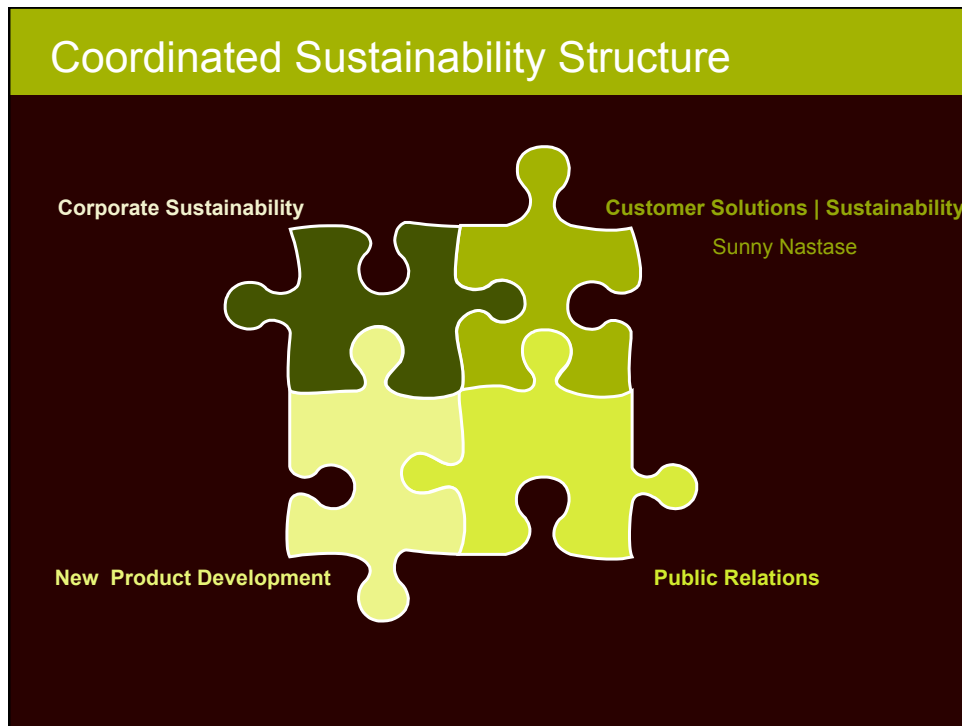 Coordinated Sustainability Structure
Corporate Sustainability
Customer Solutions | Sustainability
Sunny Nastase
New Product Development
Public Relations